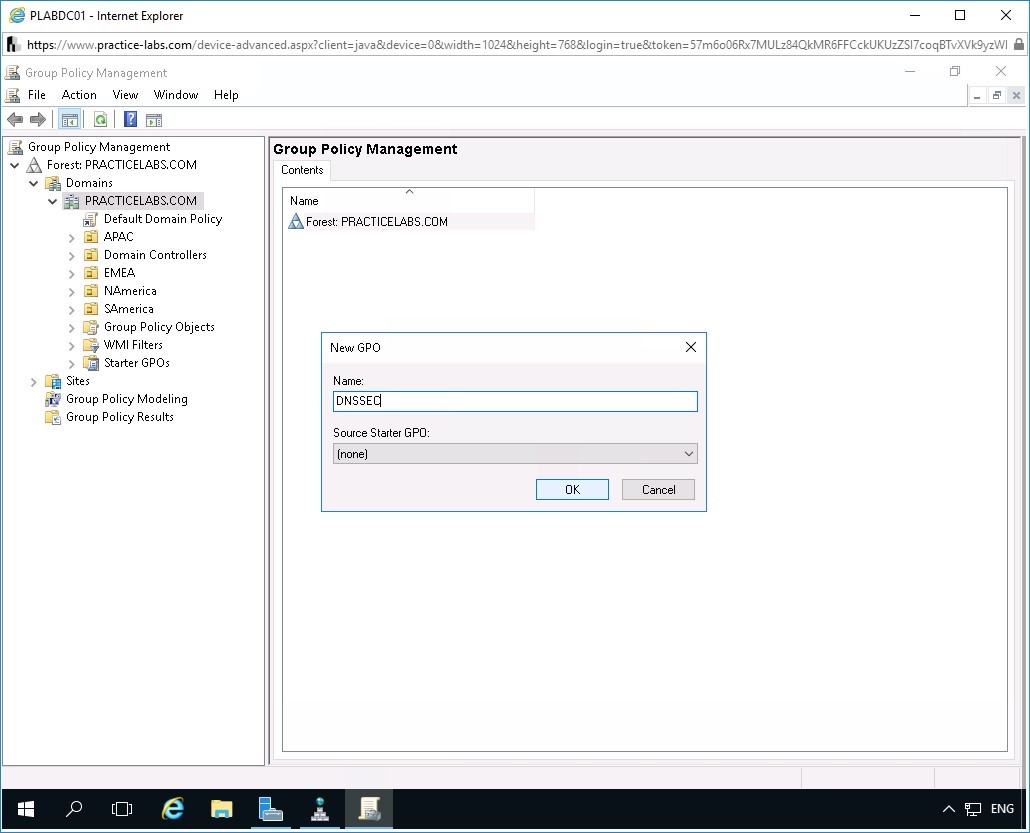 PLABDC01 - Internet Explorer
https://www.practice-labs.com/device-advanced.aspx?client=java&device=0&width=1024&height=768&login=true&token=57m6o06Rx7MULz84QkMR6FFCckUKUzZSI7coqBTvXVk9yzWl
Group Policy Management
File Action View Window Help
Group Policy Management
Forest: PRACTICELABS.COM
Domains
PRACTICELABS.COM
Default Domain Policy
APAC
Domain Controllers
EMEA
NAmerica
SAmerica
Group Policy Objects
WMI Filters
Starter GPOs
Sites
Group Policy Modeling
Group Policy Results
Group Policy Management
Contents
Name
Forest: PRACTICELABS.COM
New GPO
Name:
DNSSEC
Source Starter GPO:
(none)
OK Cancel
ENG